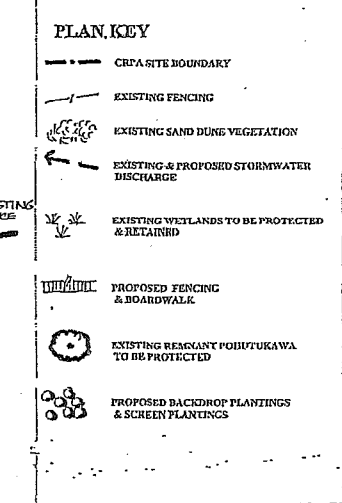 PLAN KEY
CRPA SITE BOUNDARY
EXISTING FENCING
EXISTING SAND DUNE VEGETATION
EXISTING & PROPOSED STORMWATER
DISCHARGE
STING
EXISTING WETLANDS TO BE PROTECTED
& RETAINED
PROPOSED FENCING
& BOARDWALK
EXISTING REMNANT POHUTUKAWA
TO BE PROTECTED
PROPOSED BACKDROP PLANTINGS
& SCREEN PLANTINGS